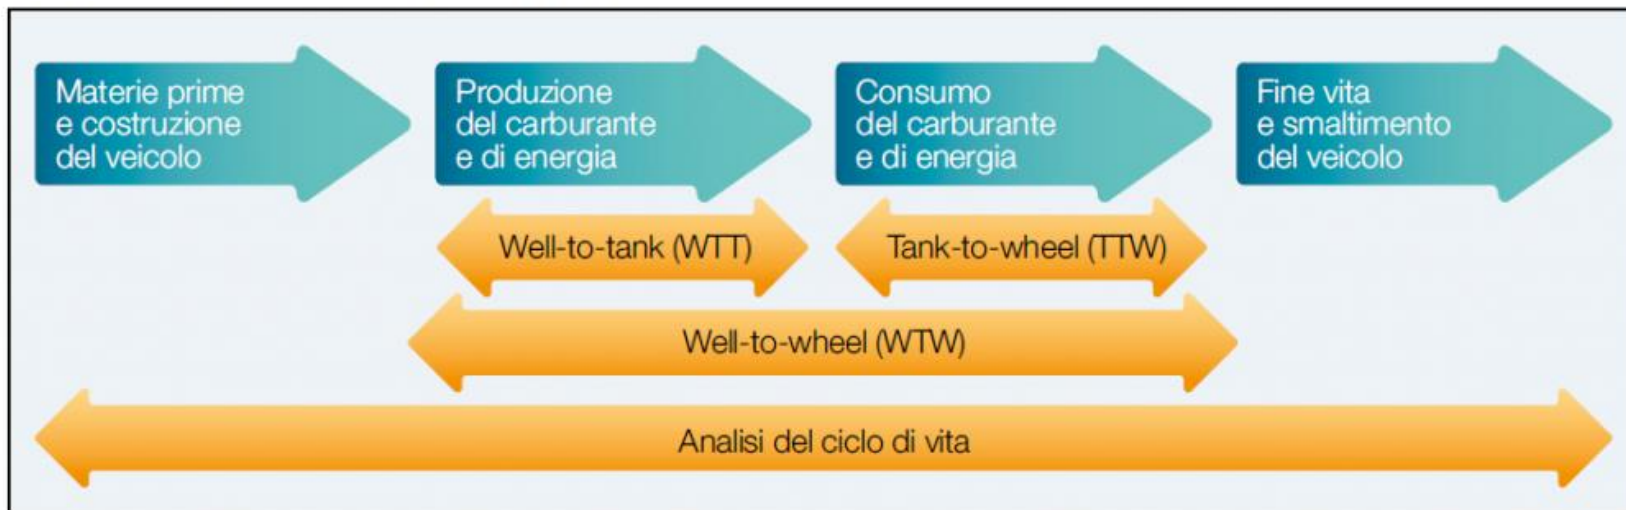 Materie prime
e costruzione
del veicolo
Produzione
del carburante
e di energia
Consumo
del carburante
e di energia
Fine vita
e smaltimento
del veicolo
Well-to-tank (WTT)
Tank-to-wheel (TTW)
Well-to-wheel (WTW)
Analisi del ciclo di vita